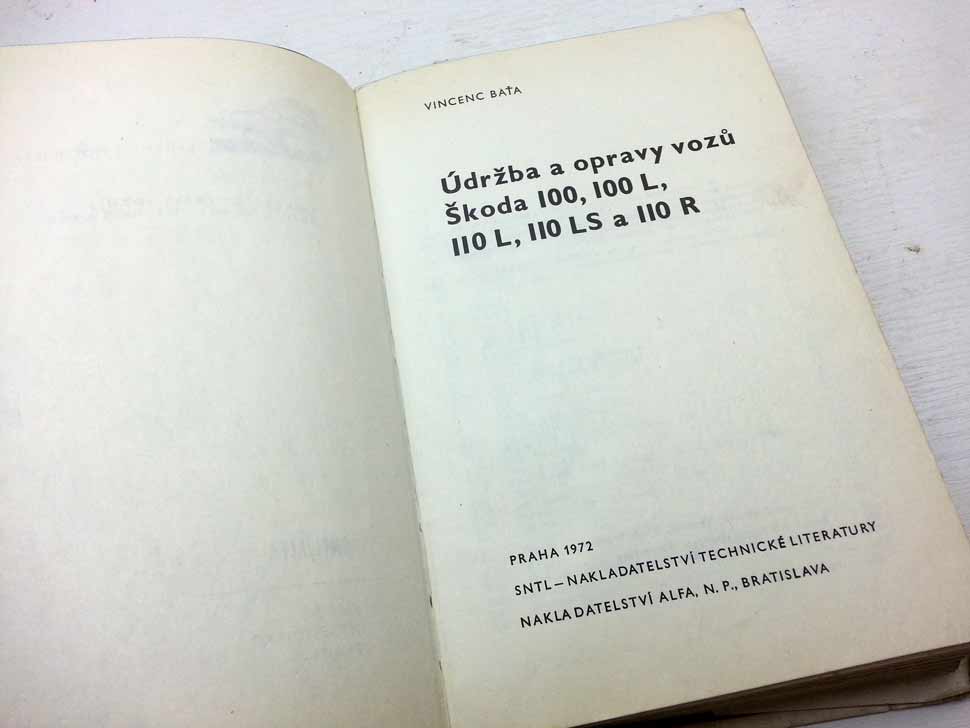 VINCENC BAŤA
Údržba a opravy vozů
Škoda 100, 100 L,
110 L, 110 LS a 110 R
PRAHA 1972
SNTL – NAKLADATELSTVÍ TECHNICKÉ LITERATURY
NAKLADATELSTVÍ ALFA, N. P., BRATISLAVA